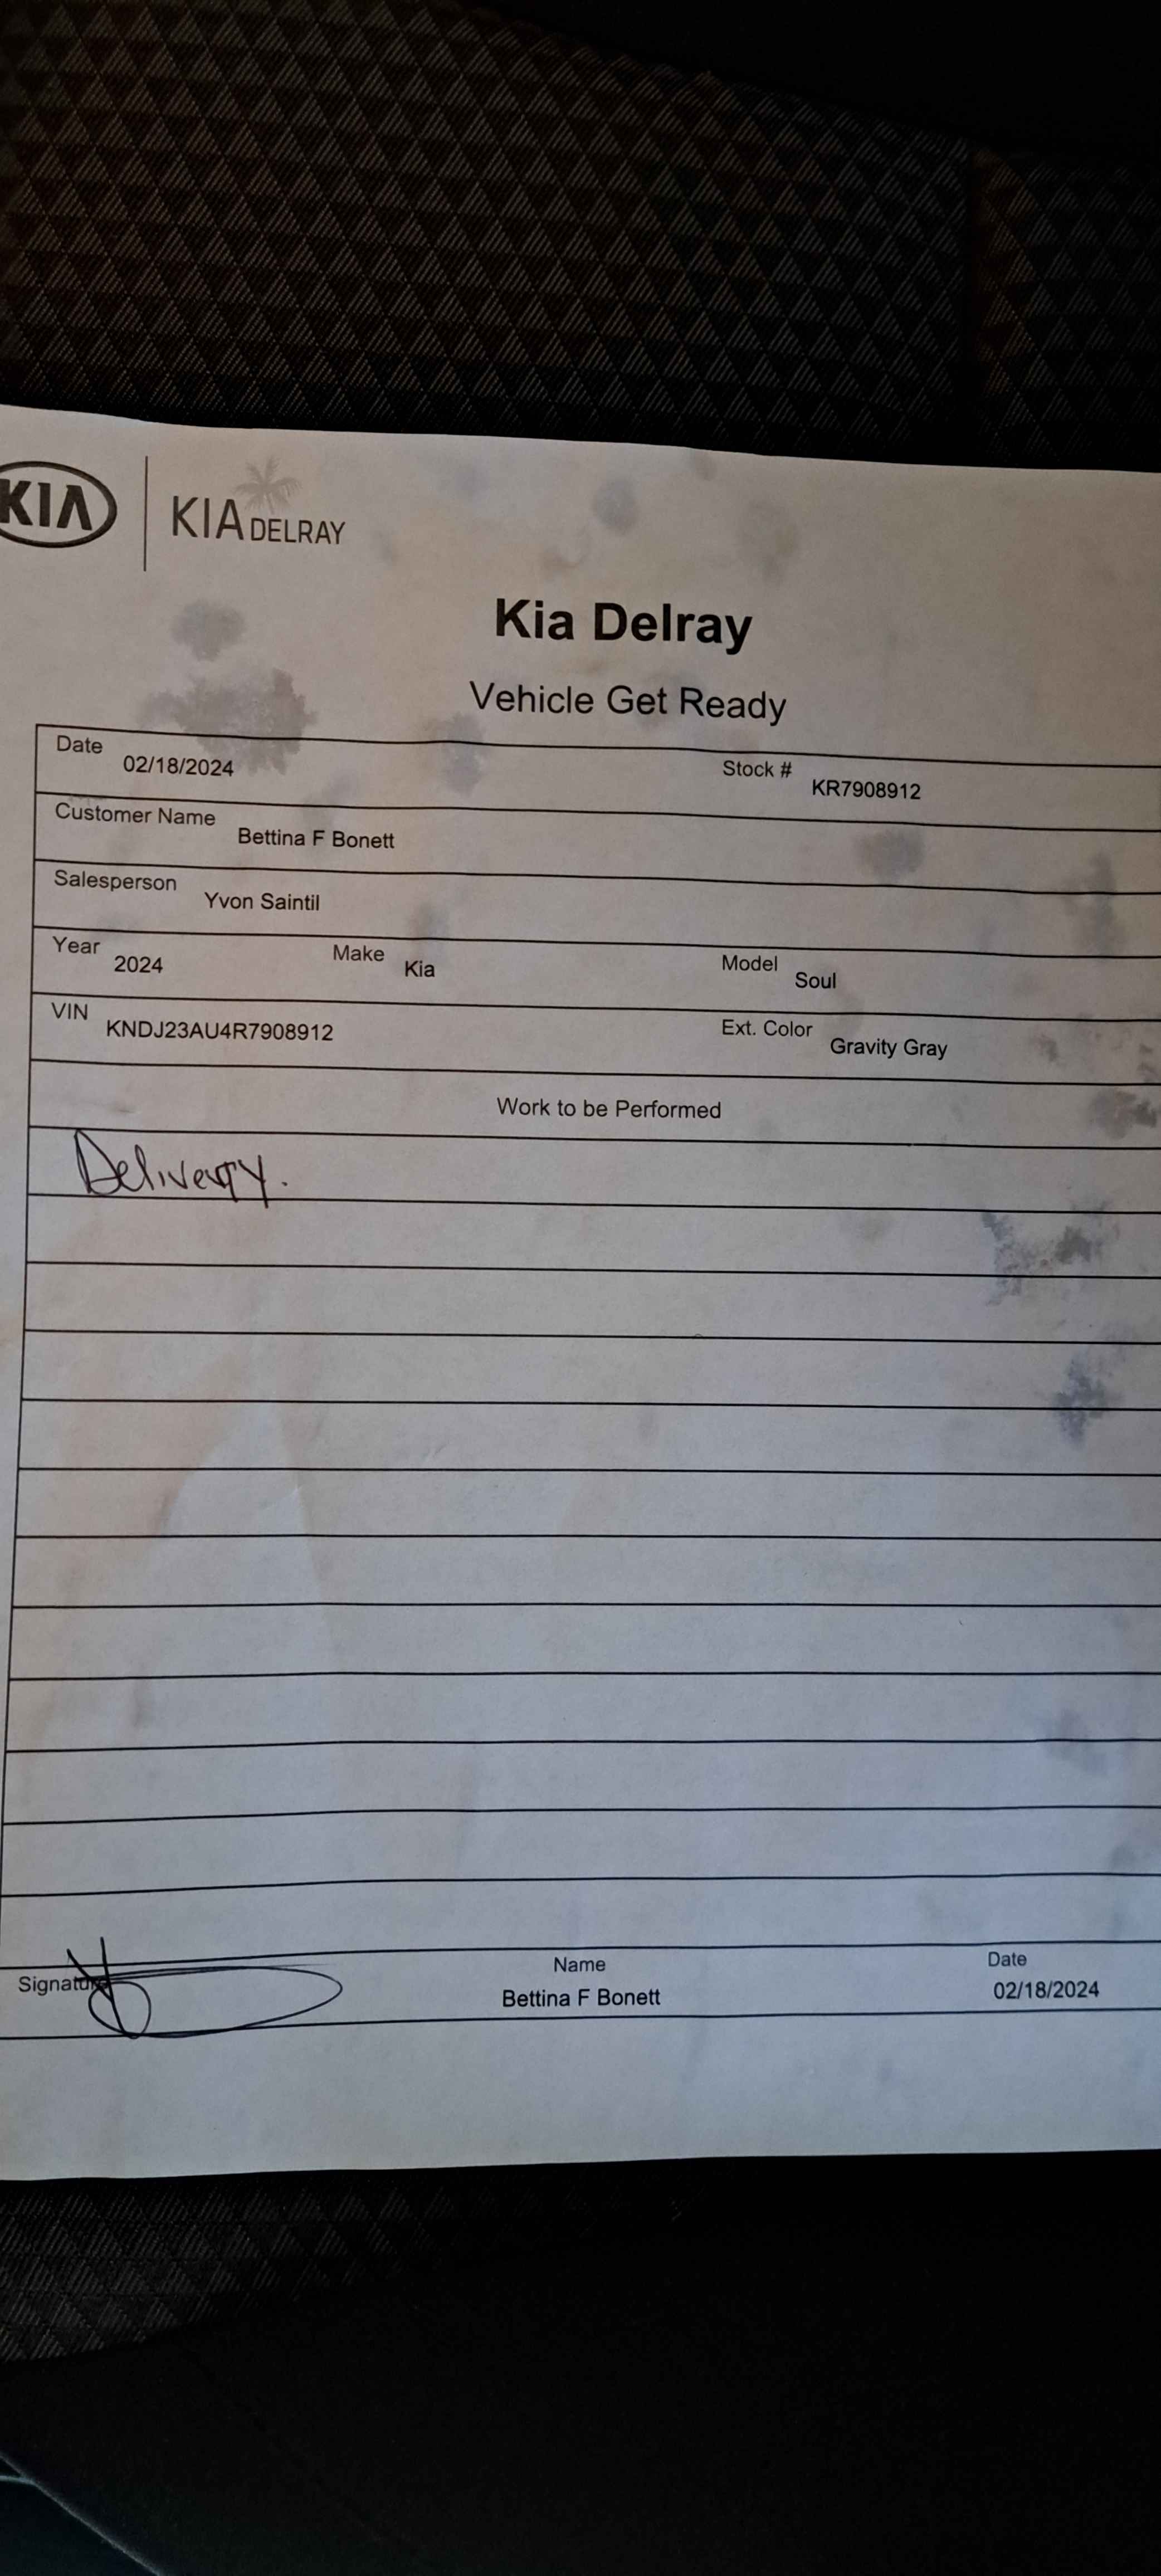 KIA
KIA DELRAY
Kia Delray
Vehicle Get Ready
Date 02/18/2024 Stock # KR7908912
Customer Name Bettina F Bonett
Salesperson Yvon Saintil
Year 2024 Make Kia Model Soul
VIN KNDJ23AU4R7908912 Ext. Color Gravity Gray
Work to be Performed
Delivery.
Signature Name Date
Bettina F Bonett 02/18/2024